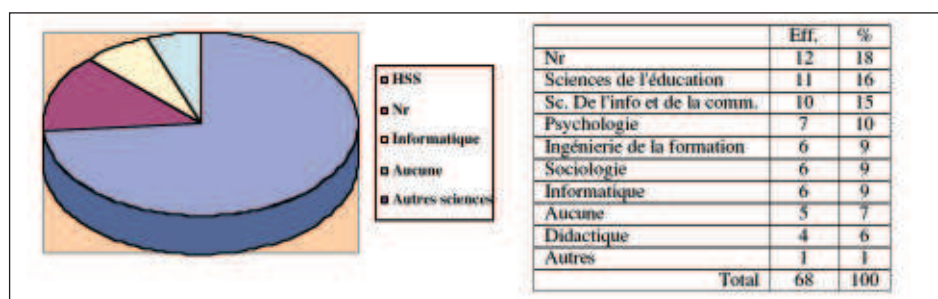 HSS
Nr
Informatique
Aucune
Autres sciences
Eff, %
Nr 12 18
Sciences de l'éducation 11 16
Sc. De l'info et de la comm. 10 15
Psychologie 7 10
Ingénierie de la formation 6 9
Sociologie 6 9
Informatique 6 9
Aucune 5 7
Didactique 4 6
Autres 1 1
Total 68 100